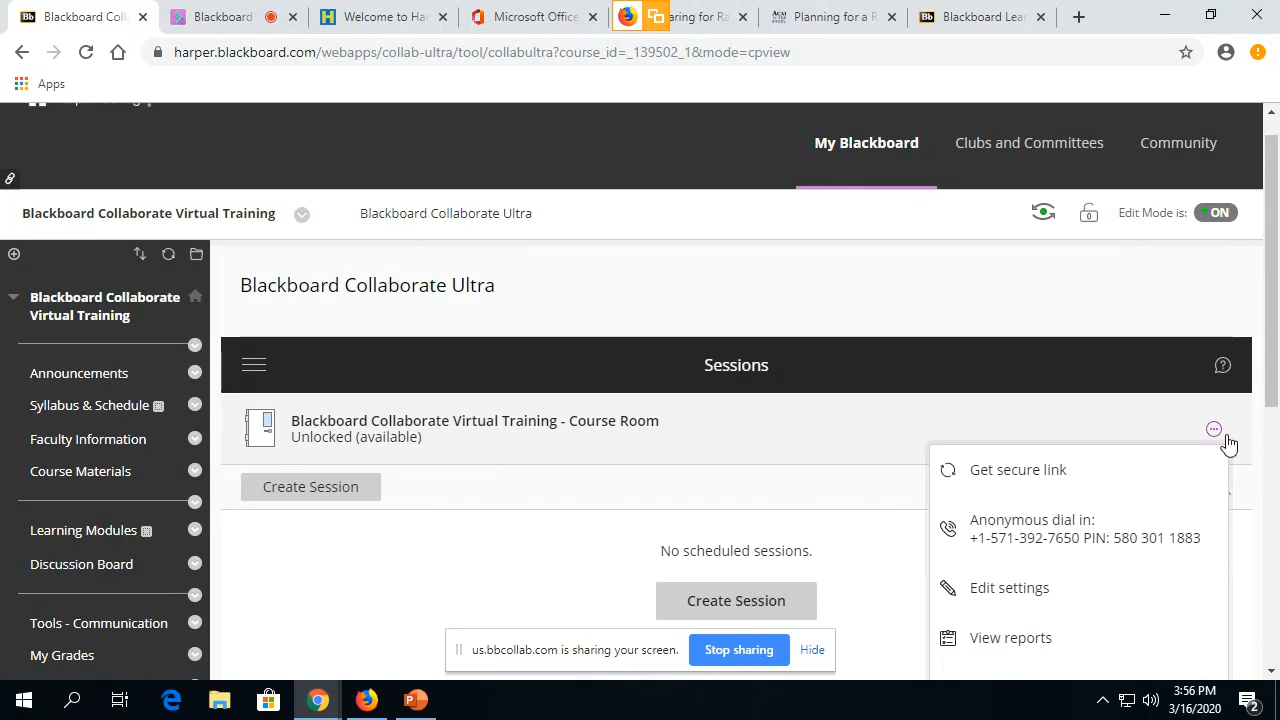 Blackboard Colla
Blackboard
Welcome to Har
Microsoft Office
aring for Ra
Planning for a
Blackboard Lea
harper.blackboard.com/webapps/collab-ultra/tool/collabultra?course_id=_139502_1&mode=cpview
Apps
My Blackboard
Clubs and Committees
Community
Blackboard Collaborate Virtual Training
Blackboard Collaborate Ultra
Edit Mode is:
ON
Blackboard Collaborate
Virtual Training
Announcements
Syllabus & Schedule
Faculty Information
Course Materials
Learning Modules
Discussion Board
Tools - Communication
My Grades
Blackboard Collaborate Ultra
Sessions
Blackboard Collaborate Virtual Training - Course Room
Unlocked (available)
Create Session
No scheduled sessions.
Create Session
Get secure link
Anonymous dial in:
+1-571-392-7650 PIN: 580 301 1883
Edit settings
View reports
us.bbcollab.com is sharing your screen.
Stop sharing
Hide
3:56 PM
3/16/2020
2